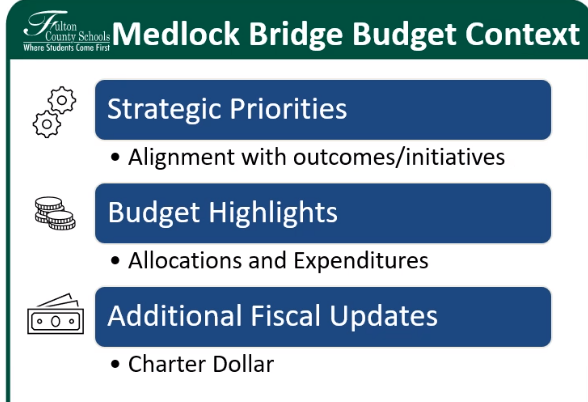 Fulton
County Schools
Where Students Come First
Medlock Bridge Budget Context
Strategic Priorities
• Alignment with outcomes/initiatives
Budget Highlights
• Allocations and Expenditures
Additional Fiscal Updates
• Charter Dollar